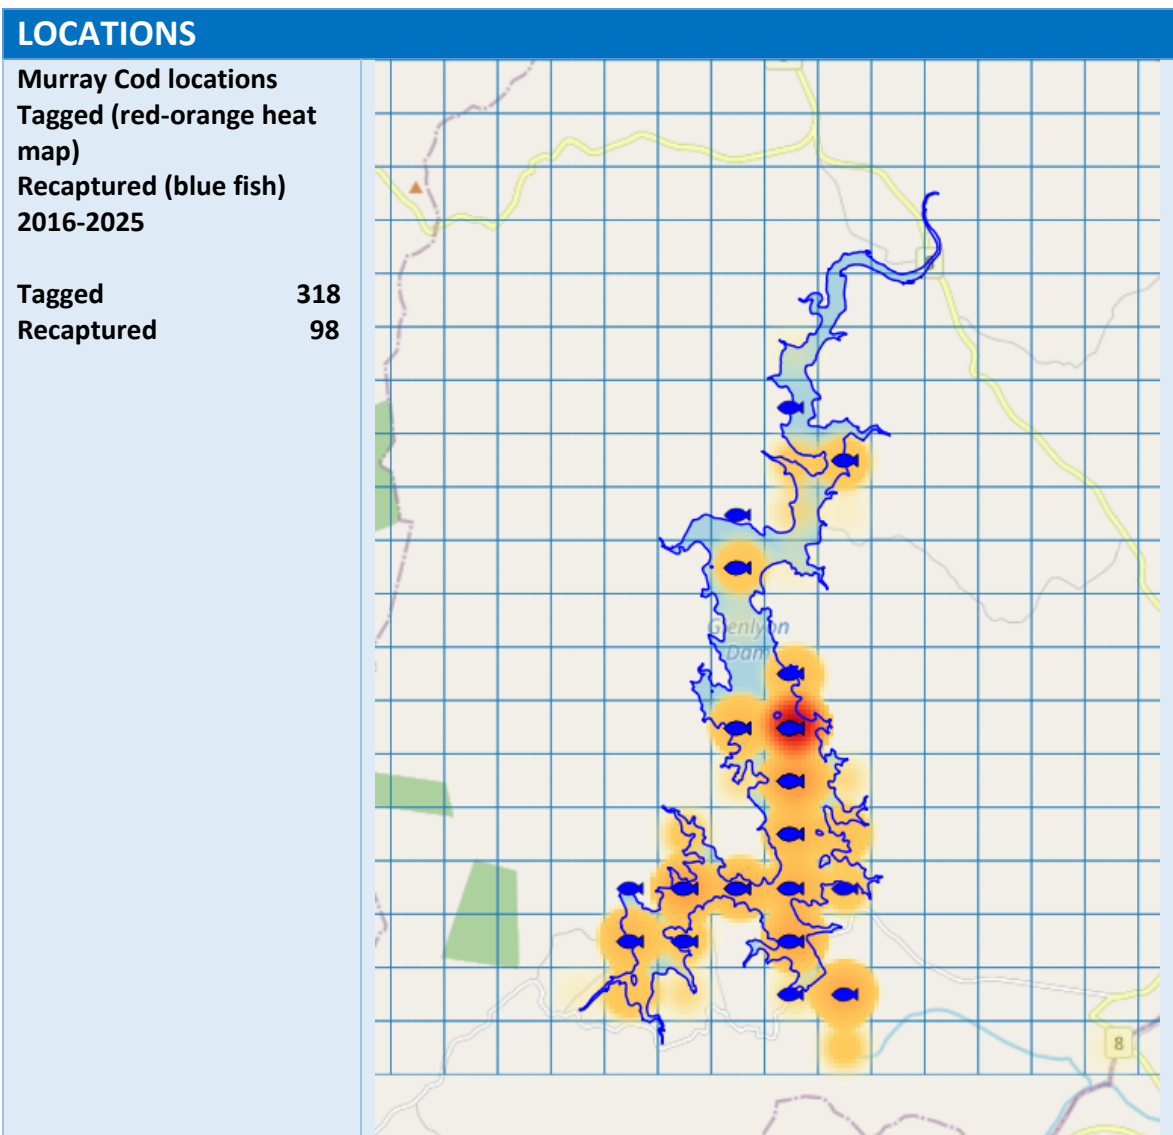 LOCATIONS
Murray Cod locations
Tagged (red-orange heat
map)
Recaptured (blue fish)
2016-2025
Tagged 318
Recaptured 98
Glenlyon
Dam
8